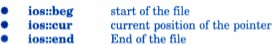 ios::beg start of the file
ios::cur current position of the pointer
ios::end End of the file